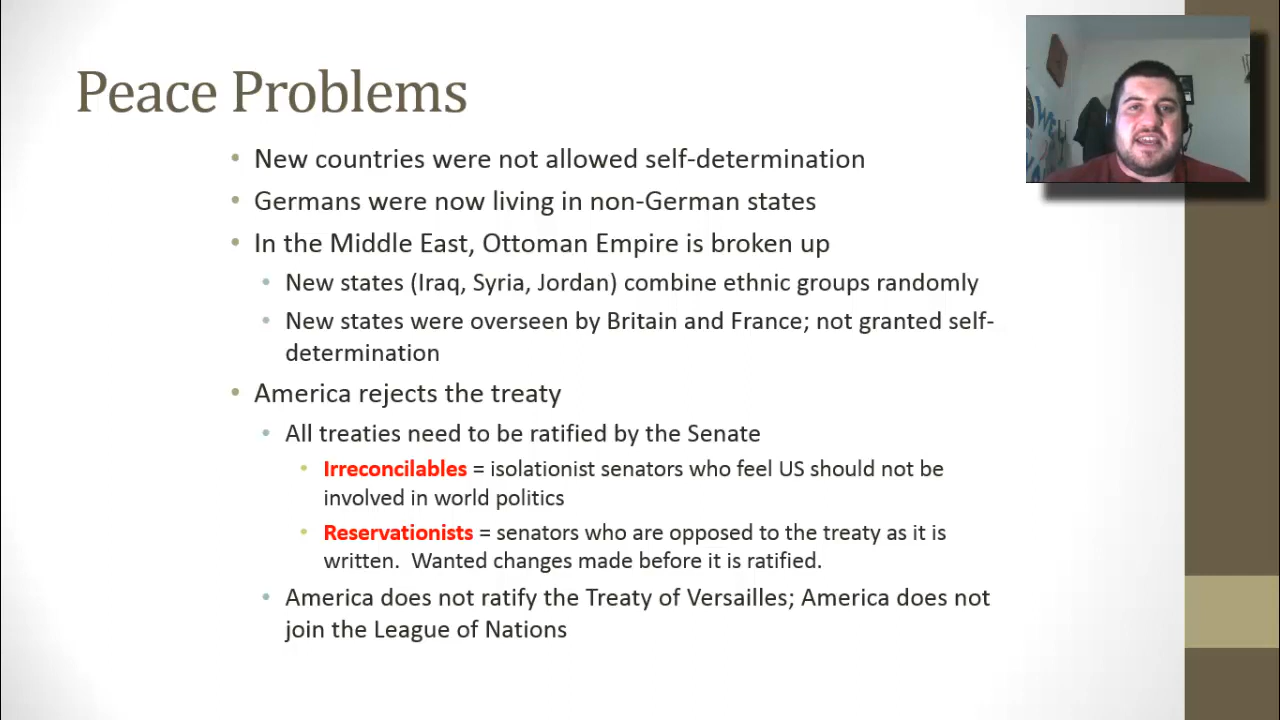 Peace Problems
• New countries were not allowed self-determination
• Germans were now living in non-German states
• In the Middle East, Ottoman Empire is broken up
• New states (Iraq, Syria, Jordan) combine ethnic groups randomly
• New states were overseen by Britain and France; not granted self-
determination
• America rejects the treaty
• All treaties need to be ratified by the Senate
• Irreconcilables = isolationist senators who feel US should not be
involved in world politics
• Reservationists = senators who are opposed to the treaty as it is
written.  Wanted changes made before it is ratified.
• America does not ratify the Treaty of Versailles; America does not
join the League of Nations